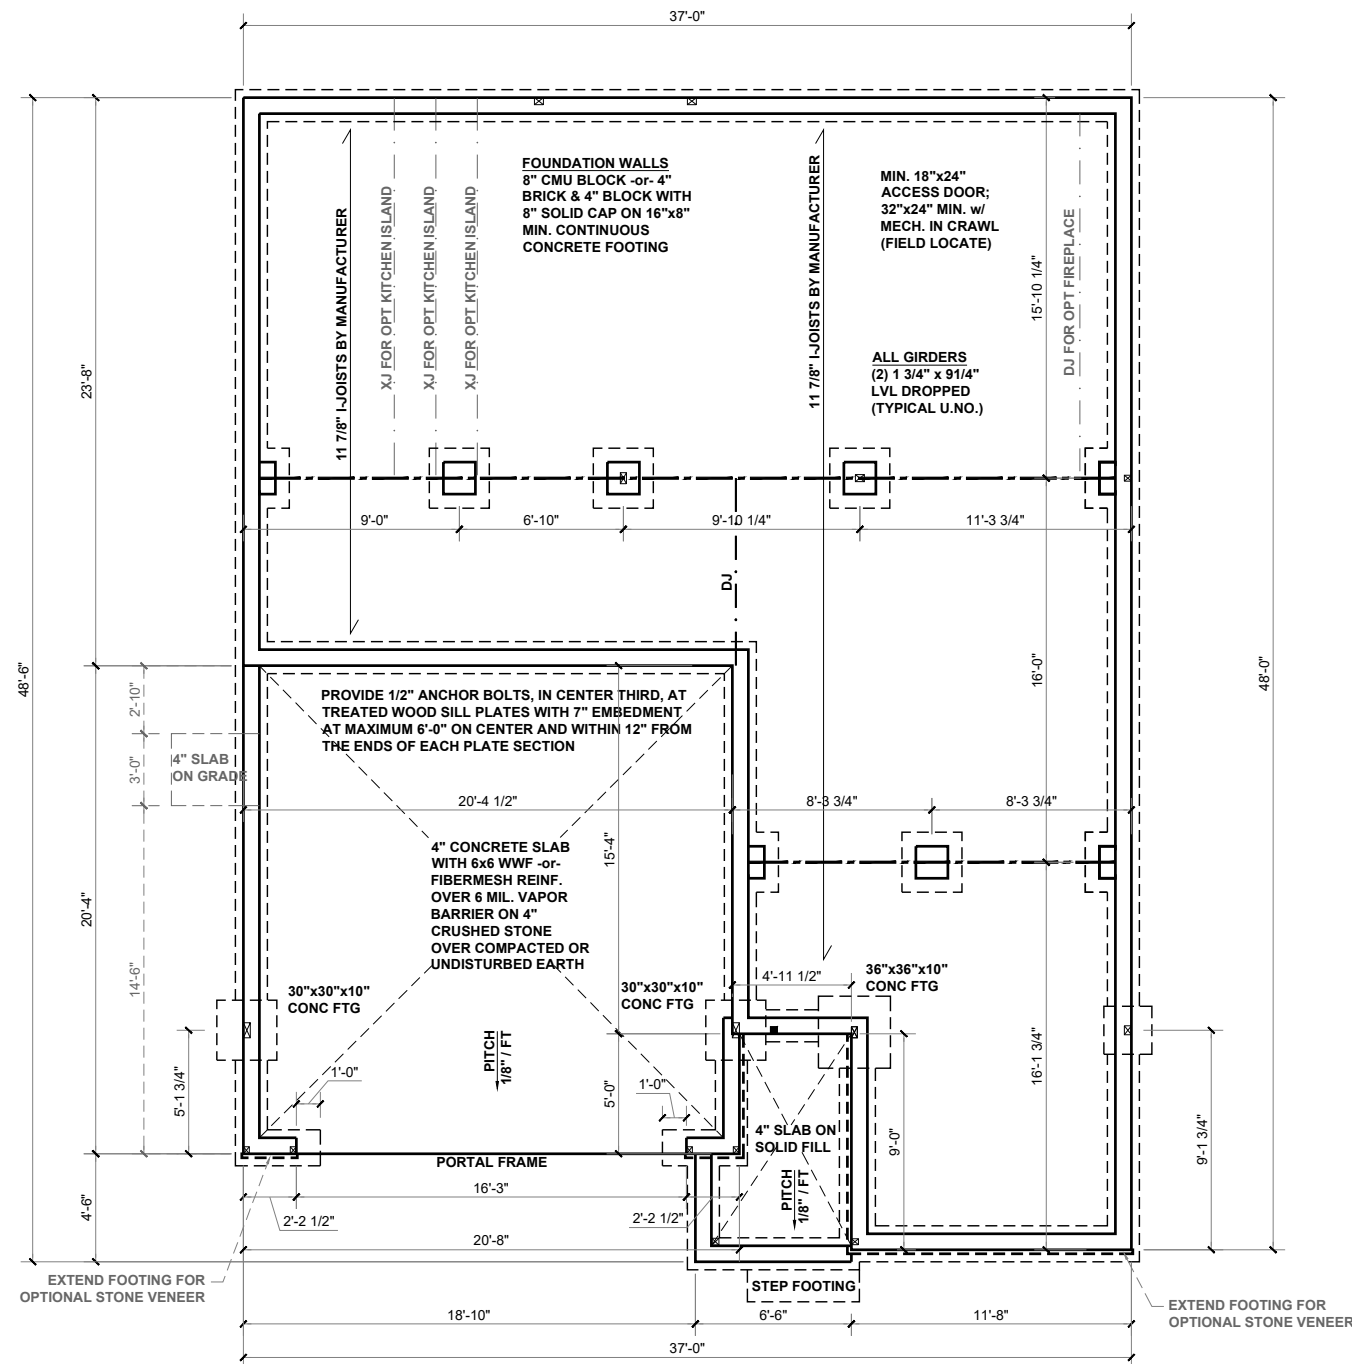 37'-0"
FOUNDATION WALLS
8" CMU BLOCK -or- 4"
BRICK & 4" BLOCK WITH
8" SOLID CAP ON 16"x8"
MIN. CONTINUOUS
CONCRETE FOOTING
MIN. 18"x24"
ACCESS DOOR;
32"x24" MIN. w/
MECH. IN CRAWL
(FIELD LOCATE)
11 7/8" I-JOISTS BY MANUFACTURER
XJ FOR OPT KITCHEN ISLAND
XJ FOR OPT KITCHEN ISLAND
XJ FOR OPT KITCHEN ISLAND
11 7/8" I-JOISTS BY MANUFACTURER
15'-10 1/4"
DJ FOR OPT FIREPLACE
ALL GIRDERS
(2) 1 3/4" x 91/4"
LVL DROPPED
(TYPICAL U.NO.)
23'-8"
9'-0"
6'-10"
9'-10 1/4"
11'-3 3/4"
DJ
48'-6"
48'-0"
16'-0"
PROVIDE 1/2" ANCHOR BOLTS, IN CENTER THIRD, AT
TREATED WOOD SILL PLATES WITH 7" EMBEDMENT
AT MAXIMUM 6'-0" ON CENTER AND WITHIN 12" FROM
THE ENDS OF EACH PLATE SECTION
2'-10"
3'-0"
4" SLAB
ON GRADE
20'-4 1/2"
8'-3 3/4"
8'-3 3/4"
15'-4"
4" CONCRETE SLAB
WITH 6x6 WWF -or-
FIBERMESH REINF.
OVER 6 MIL. VAPOR
BARRIER ON 4"
CRUSHED STONE
OVER COMPACTED OR
UNDISTURBED EARTH
20'-4"
14'-6"
30"x30"x10"
CONC FTG
30"x30"x10"
CONC FTG
4'-11 1/2"
36"x36"x10"
CONC FTG
PITCH
1/8" / FT
16'-1 3/4"
5'-1 3/4"
1'-0"
1'-0"
5'-0"
4" SLAB ON
SOLID FILL
9'-0"
9'-1 3/4"
PORTAL FRAME
PITCH
1/8" / FT
4'-6"
16'-3"
2'-2 1/2"
2'-2 1/2"
20'-8"
EXTEND FOOTING FOR
OPTIONAL STONE VENEER
STEP FOOTING
EXTEND FOOTING FOR
OPTIONAL STONE VENEER
18'-10"
6'-6"
11'-8"
37'-0"